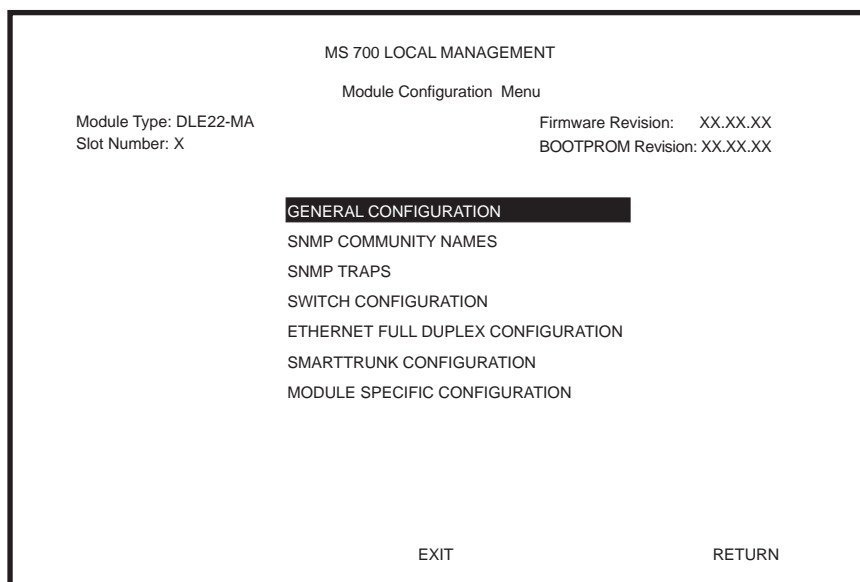 MS 700 LOCAL MANAGEMENT
Module Configuration Menu
Module Type: DLE22-MA
Firmware Revision: XX.XX.XX
Slot Number: X
BOOTPROM Revision: XX.XX.XX
GENERAL CONFIGURATION
SNMP COMMUNITY NAMES
SNMP TRAPS
SWITCH CONFIGURATION
ETHERNET FULL DUPLEX CONFIGURATION
SMARTTRUNK CONFIGURATION
MODULE SPECIFIC CONFIGURATION
EXIT
RETURN